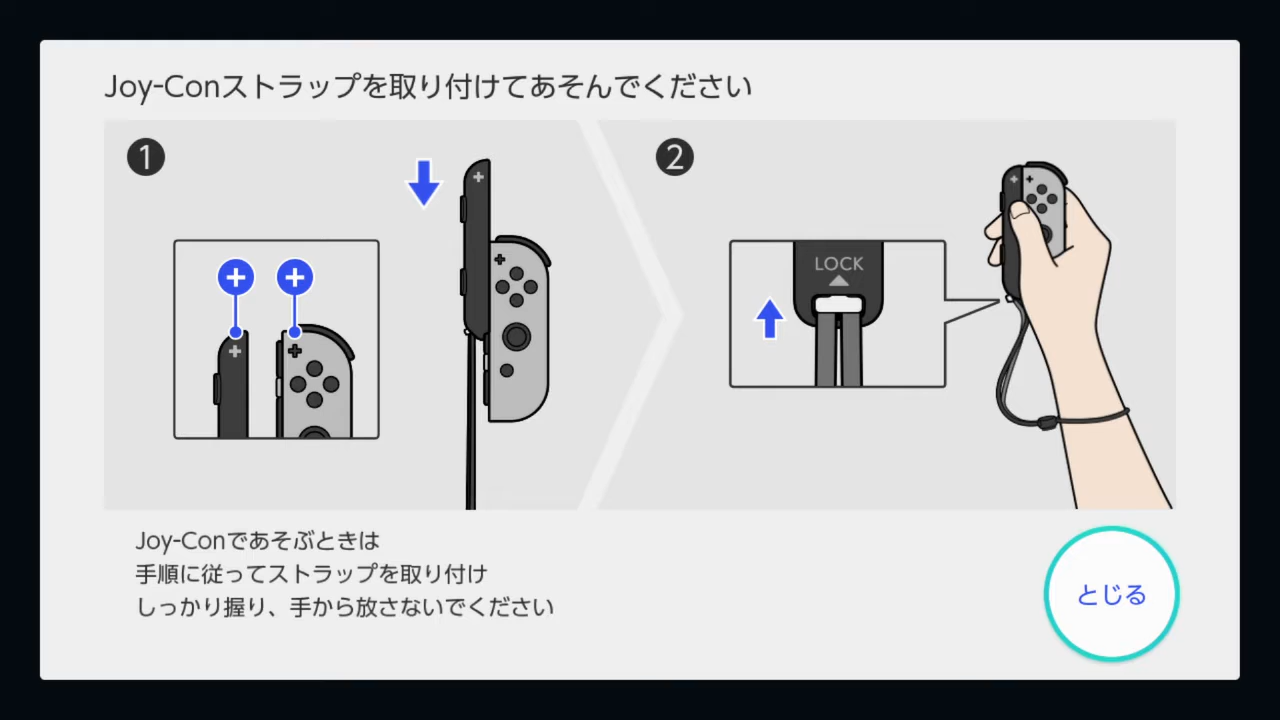 Joy-Conストラップを取り付けてあそんでください
1
2
LOCK
Joy-Conであそぶときは
手順に従ってストラップを取り付け
しっかり握り、手から放さないでください
とじる